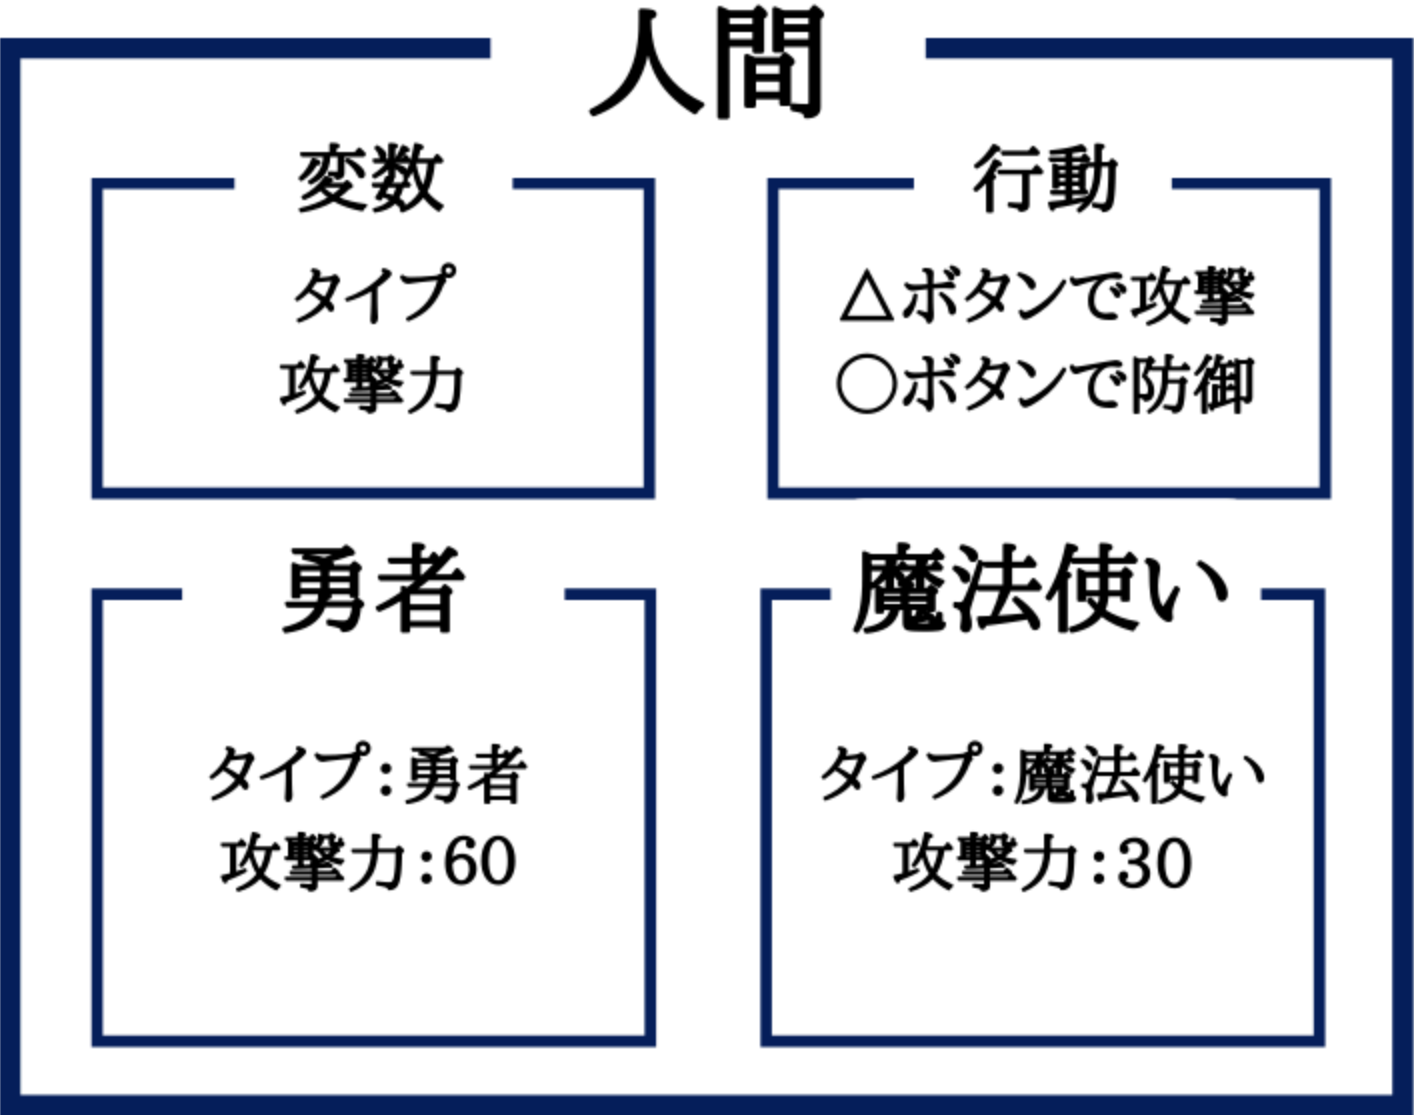 人間
変数
タイプ
攻撃力
行動
△ボタンで攻撃
○ボタンで防御
勇者
タイプ:勇者
攻撃力:60
魔法使い
タイプ:魔法使い
攻撃力:30